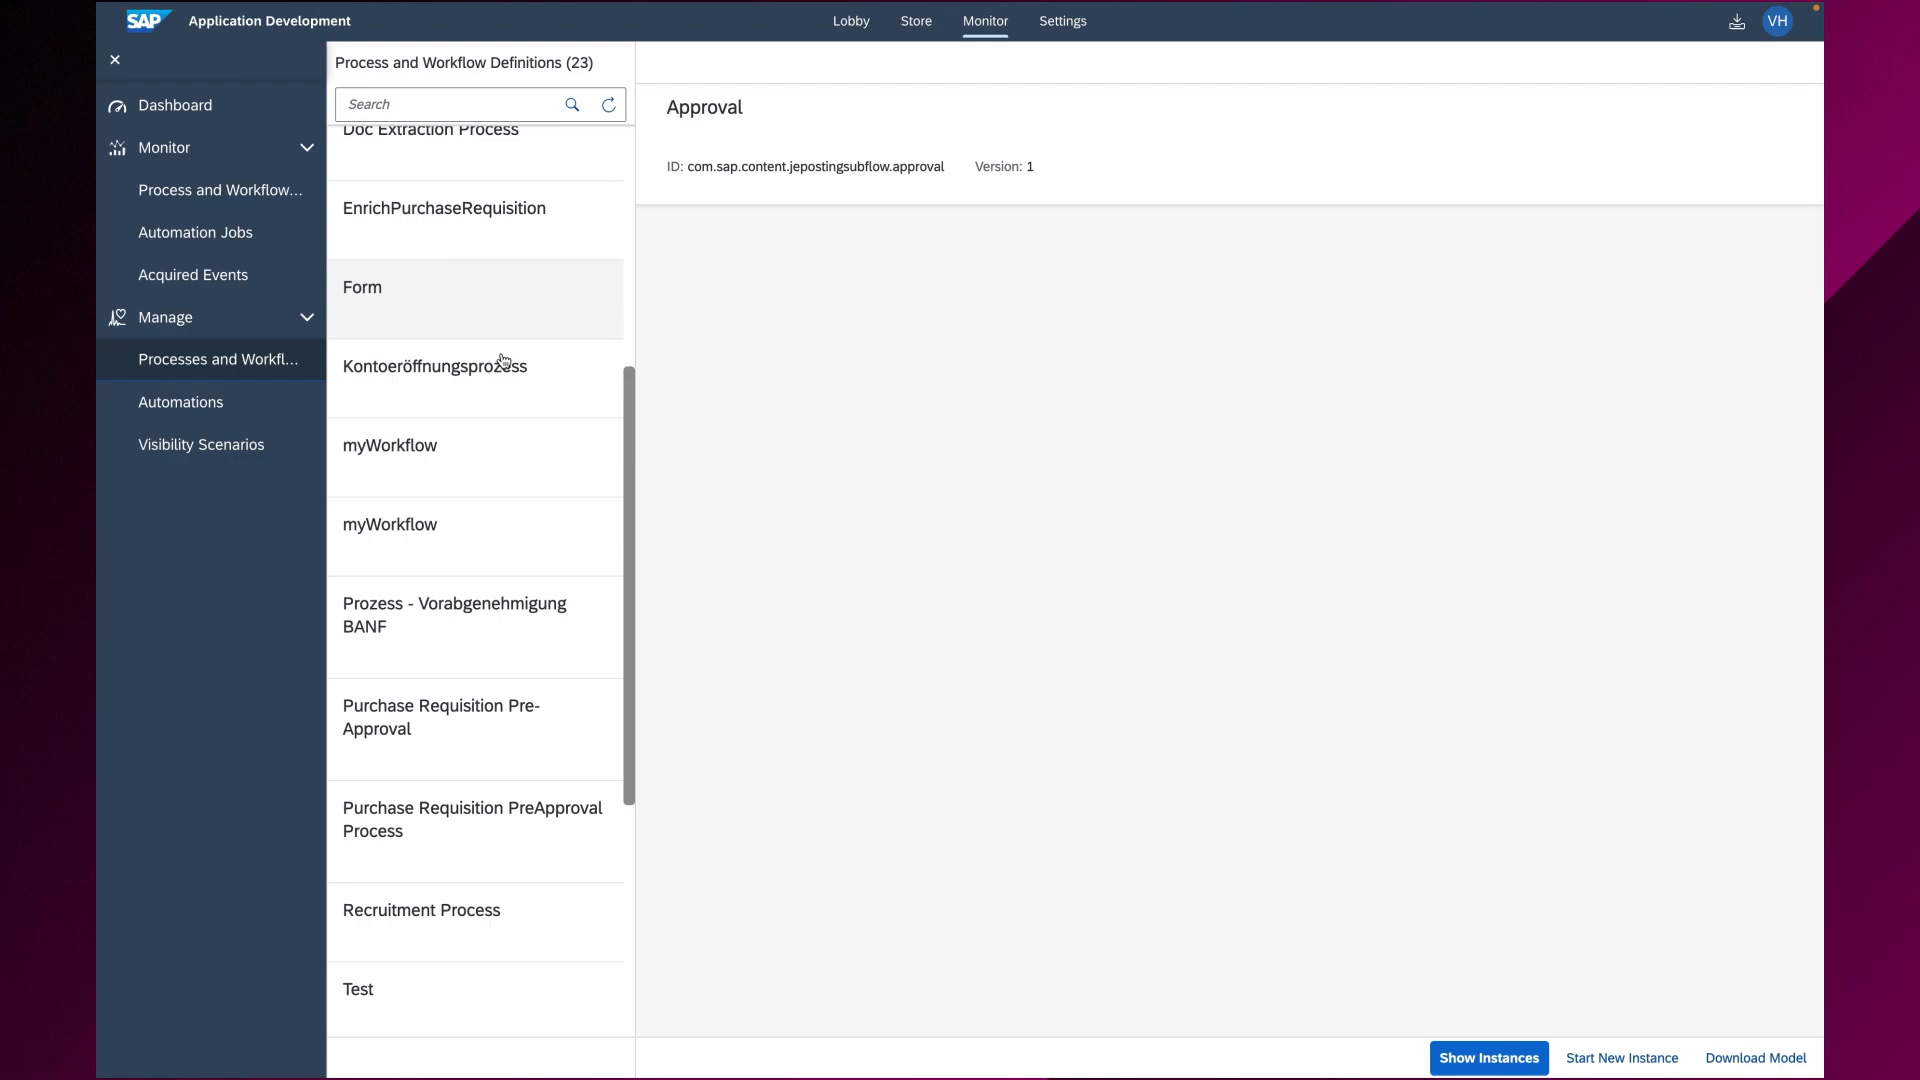 SAP Application Development
Lobby Store Monitor Settings
VH
Dashboard
Monitor
Process and Workflow...
Automation Jobs
Acquired Events
Manage
Processes and Workfl...
Automations
Visibility Scenarios
Process and Workflow Definitions (23)
Search
Doc Extraction Process
EnrichPurchaseRequisition
Form
Kontoeröffnungsprozess
myWorkflow
myWorkflow
Prozess - Vorabgenehmigung
BANF
Purchase Requisition Pre-
Approval
Purchase Requisition PreApproval
Process
Recruitment Process
Test
Approval
ID: com.sap.content.jepostingsubflow.approval Version: 1
Show Instances Start New Instance Download Model